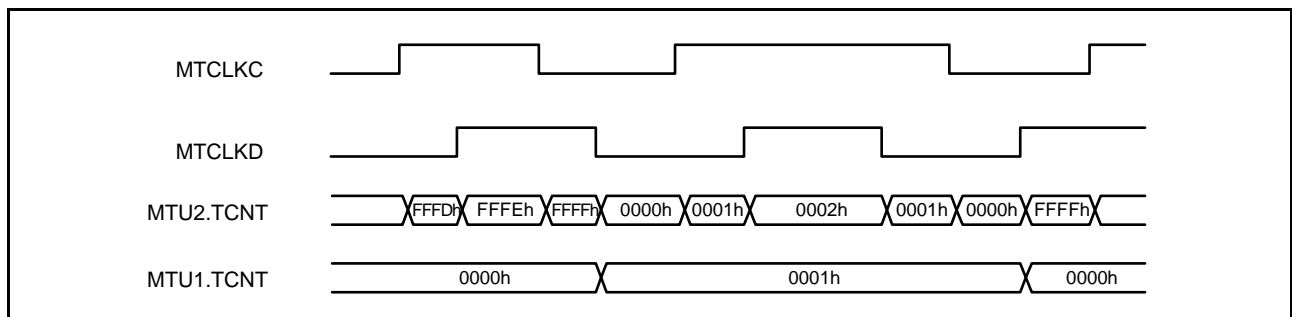 MTCLKC
MTCLKD
MTU2.TCNT FFFDh FFFEh FFFFh 0000h 0001h 0002h 0001h 0000h FFFFh
MTU1.TCNT 0000h 0001h 0000h